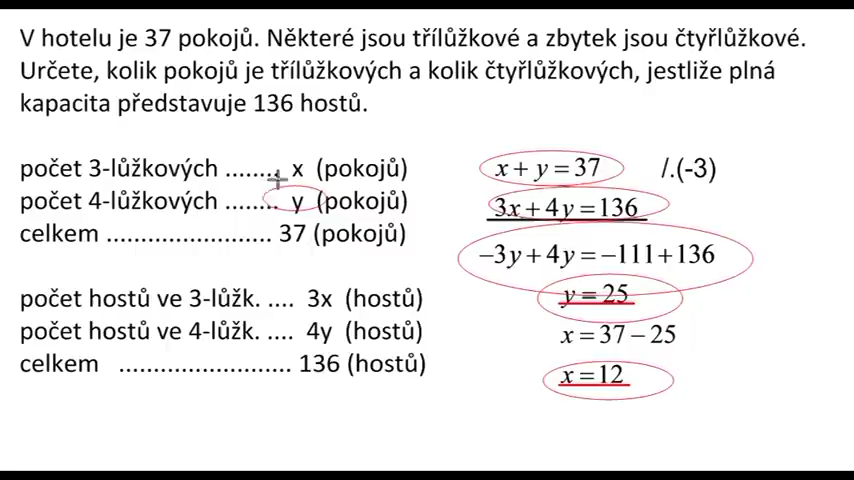 V hotelu je 37 pokojů. Některé jsou třílůžkové a zbytek jsou čtyřlůžkové.
Určete, kolik pokojů je třílůžkových a kolik čtyřlůžkových, jestliže plná
kapacita představuje 136 hostů.
počet 3-lůžkových ........ x (pokojů)
počet 4-lůžkových ........ y (pokojů)
celkem ......................... 37 (pokojů)
počet hostů ve 3-lůžk. .... 3x (hostů)
počet hostů ve 4-lůžk. .... 4y (hostů)
celkem .......................... 136 (hostů)
x + y = 37 /.(-3)
3x + 4y = 136
−3y + 4y = −111 + 136
y = 25
x = 37 − 25
x = 12